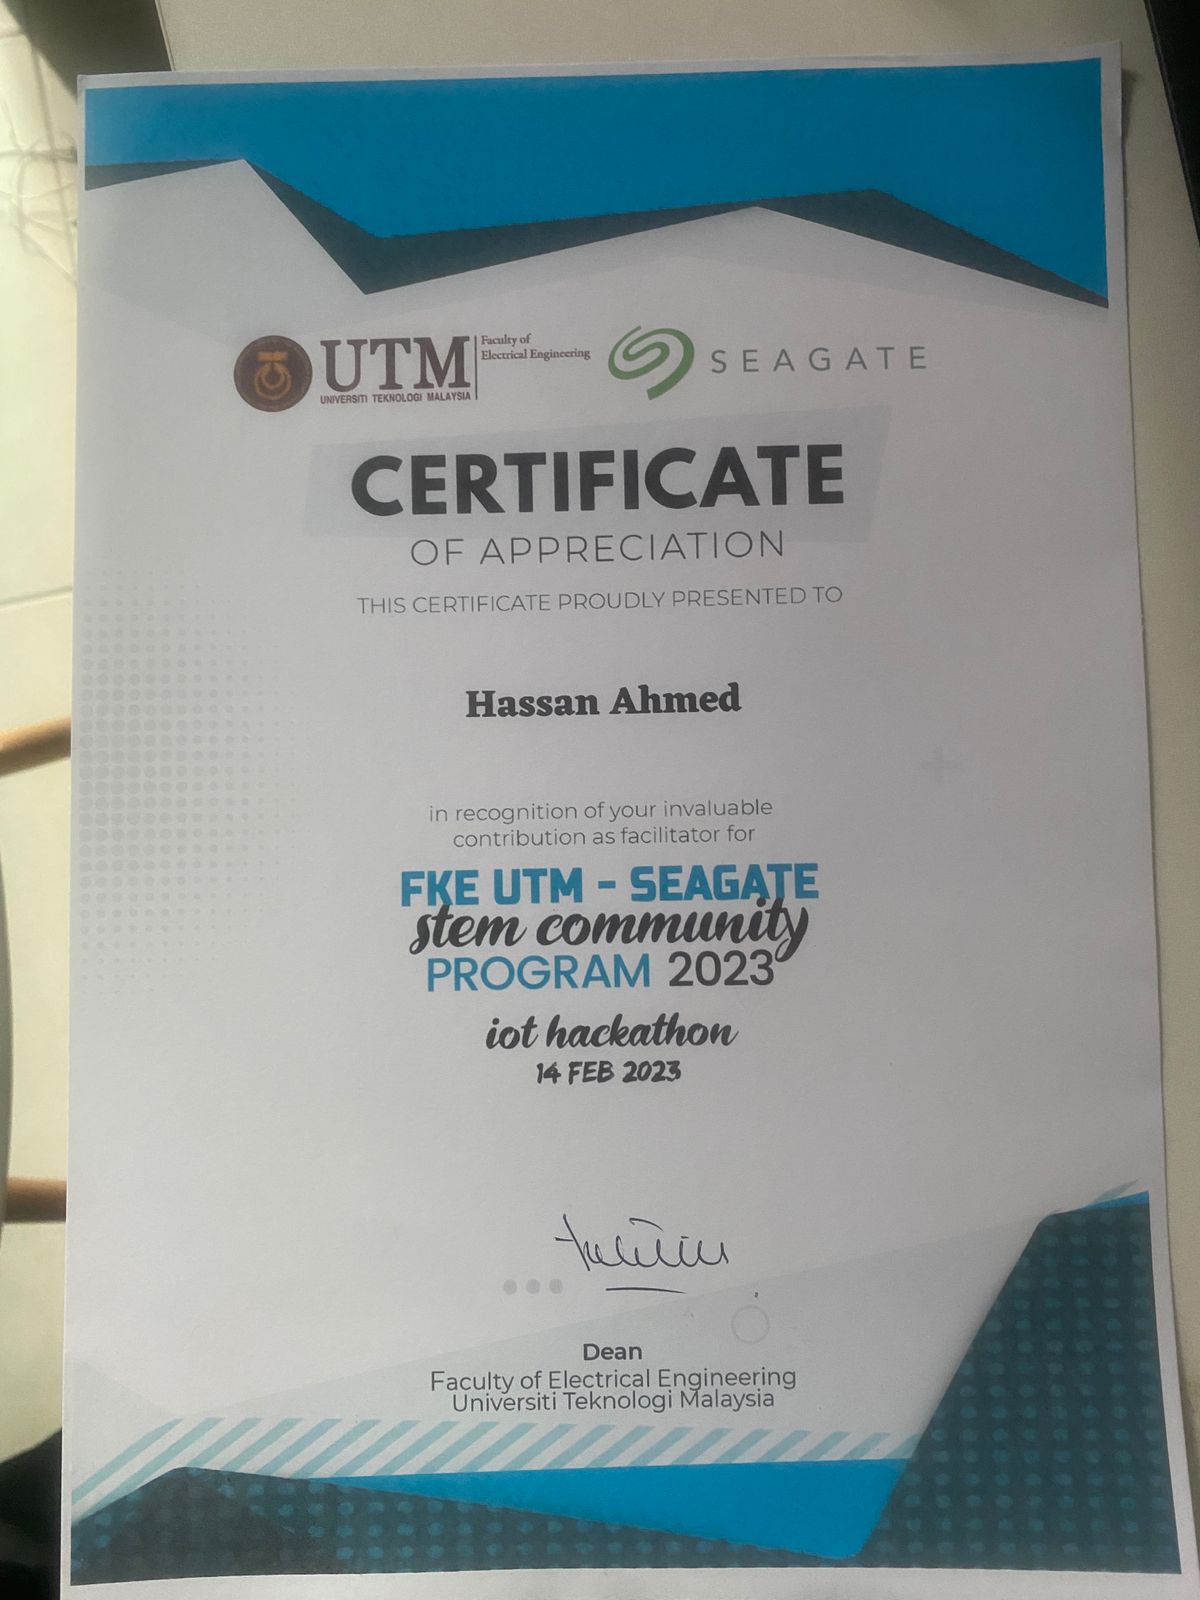 UTM
UNIVERSITI TEKNOLOGI MALAYSIA
Faculty of
Electrical Engineering
SEAGATE
CERTIFICATE
OF APPRECIATION
THIS CERTIFICATE PROUDLY PRESENTED TO
Hassan Ahmed
in recognition of your invaluable
contribution as facilitator for
FKE UTM - SEAGATE
stem community
PROGRAM 2023
iot hackathon
14 FEB 2023
Dean
Faculty of Electrical Engineering
Universiti Teknologi Malaysia